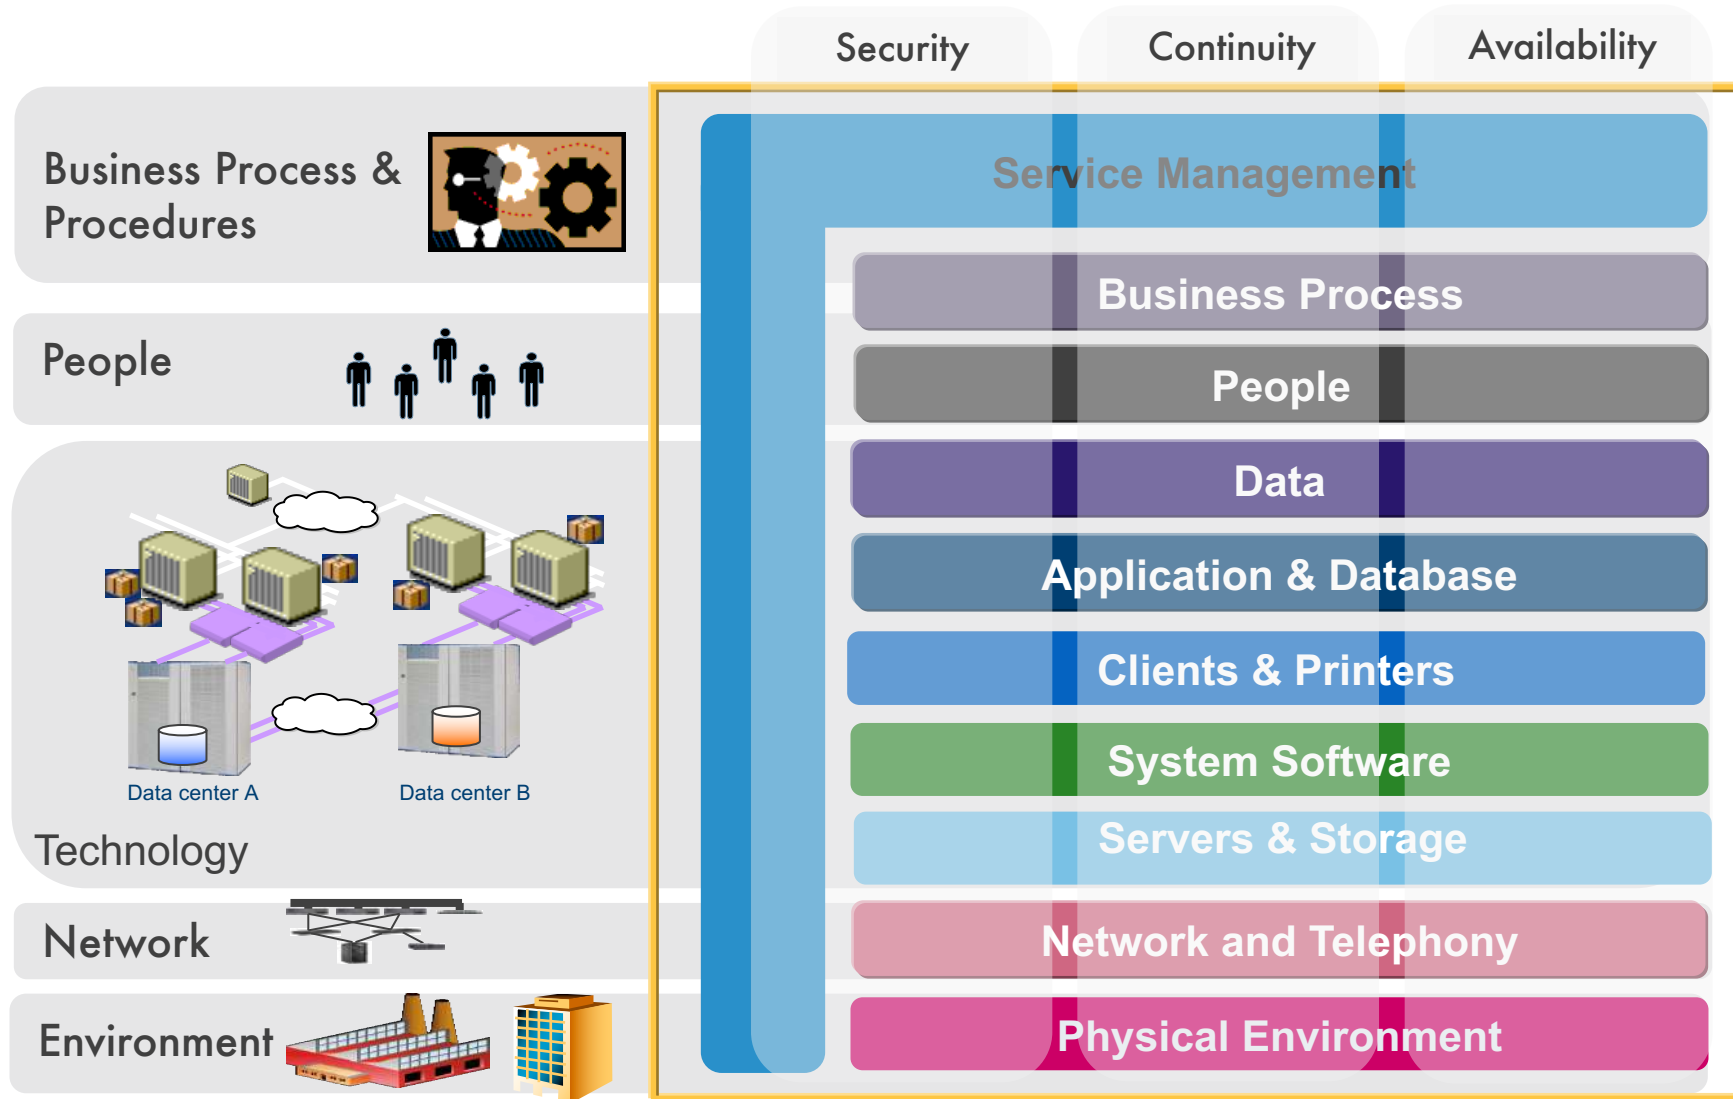 Security
Continuity
Availability
Business Process &
Procedures
Service Management
Business Process
People
People
Data
Application & Database
Clients & Printers
System Software
Data center A
Data center B
Servers & Storage
Technology
Network
Network and Telephony
Environment
Physical Environment